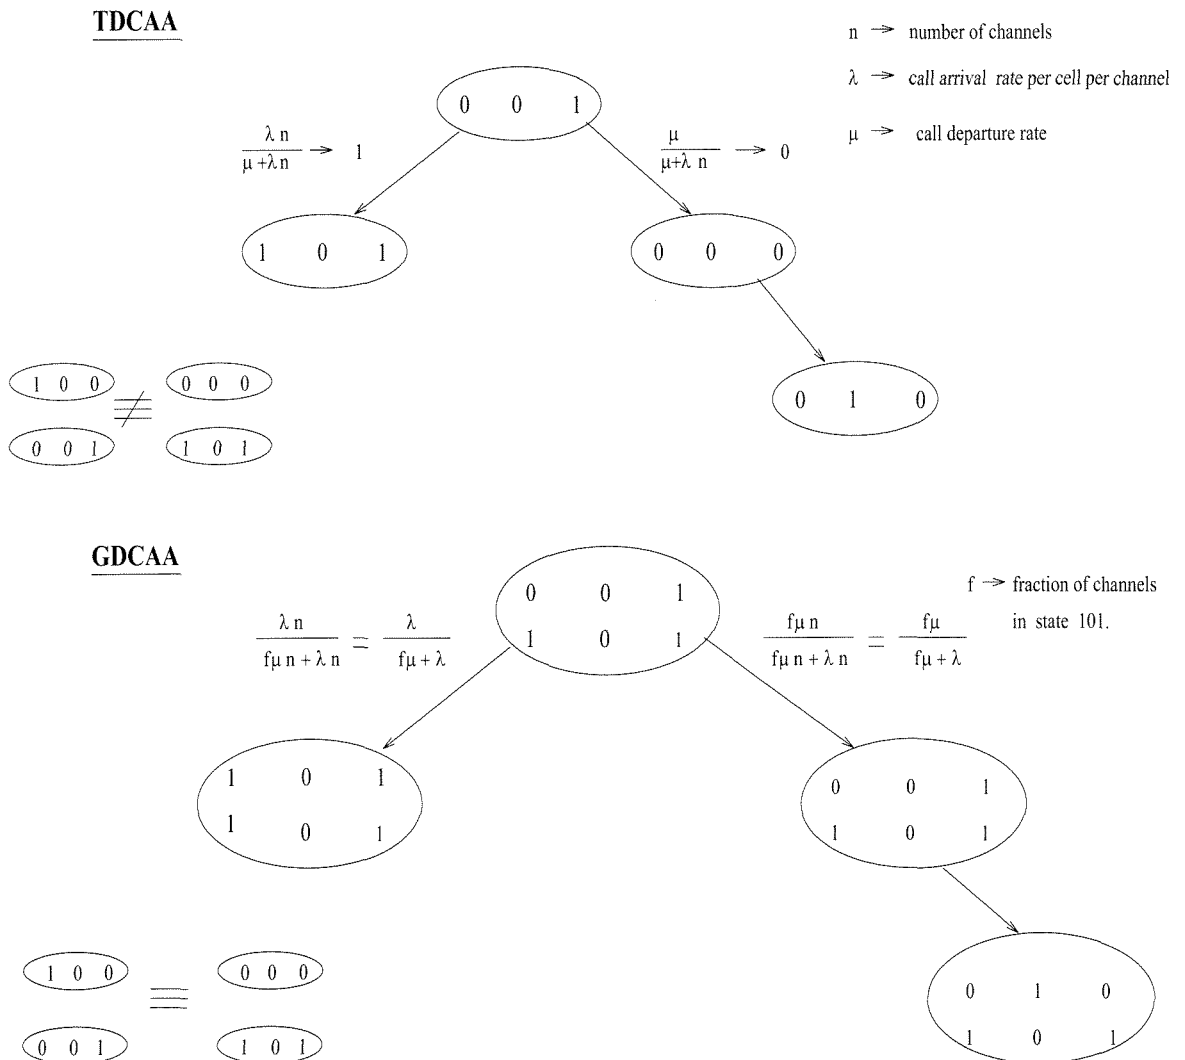 TDCAA
n → number of channels
λ → call arrival rate per cell per channel
μ → call departure rate
0 0 1
λ n / μ + λ n → 1
μ / μ + λ n → 0
1 0 1
0 0 0
0 1 0
1 0 0 ≢ 0 0 0
0 0 1 1 0 1
GDCAA
f → fraction of channels
in state 101.
0 0 1
1 0 1
λ n / fμ n + λ n = λ / fμ + λ
fμ n / fμ n + λ n = fμ / fμ + λ
1 0 1
1 0 1
0 0 1
1 0 1
0 1 0
1 0 1
1 0 0 ≡ 0 0 0
0 0 1 1 0 1